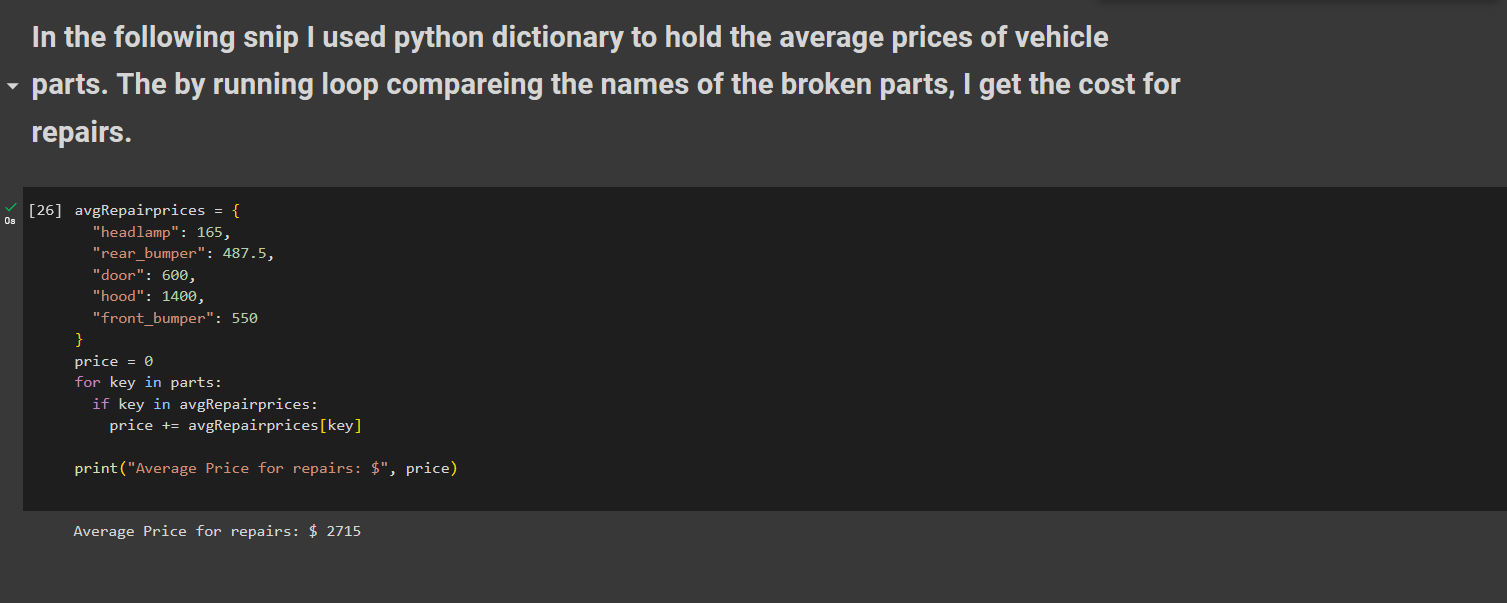 In the following snip I used python dictionary to hold the average prices of vehicle
parts. The by running loop compareing the names of the broken parts, I get the cost for
repairs.
[26] avgRepairprices = {
0s
"headlamp": 165,
"rear_bumper": 487.5,
"door": 600,
"hood": 1400,
"front_bumper": 550
}
price = 0
for key in parts:
if key in avgRepairprices:
price += avgRepairprices[key]
print("Average Price for repairs: $", price)
Average Price for repairs: $ 2715